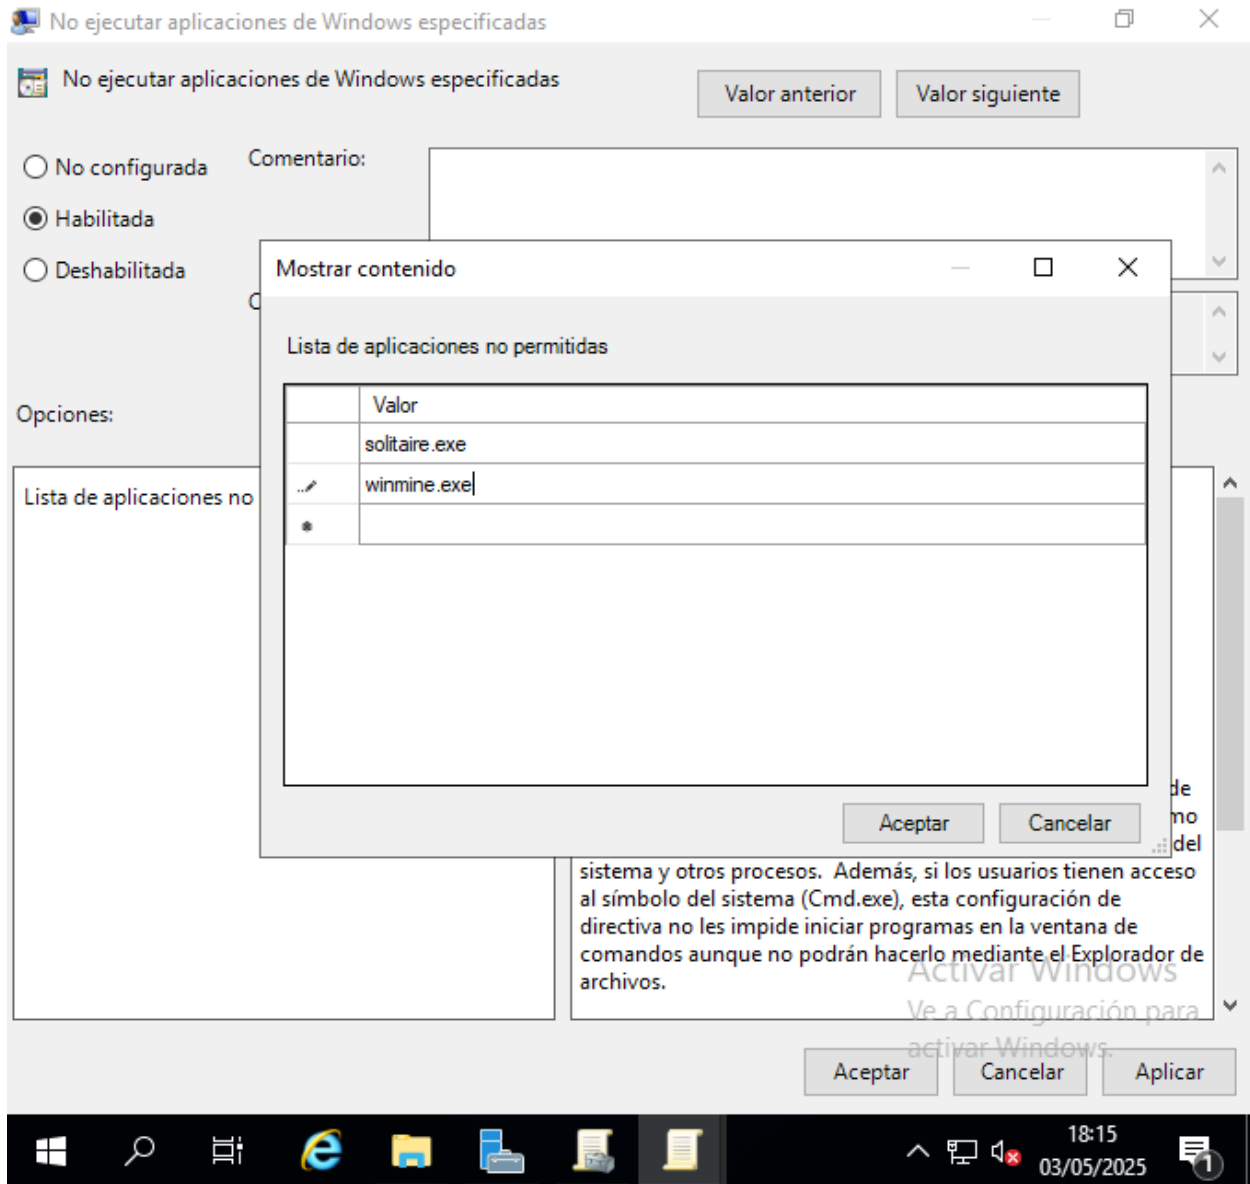 No ejecutar aplicaciones de Windows especificadas
No ejecutar aplicaciones de Windows especificadas
Valor anterior
Valor siguiente
No configurada
Comentario:
Habilitada
Deshabilitada
Mostrar contenido
Lista de aplicaciones no permitidas
Valor
solitaire.exe
winmine.exe
Aceptar
Cancelar
Opciones:
Lista de aplicaciones no
de
del
sistema y otros procesos. Además, si los usuarios tienen acceso
al símbolo del sistema (Cmd.exe), esta configuración de
directiva no les impide iniciar programas en la ventana de
comandos aunque no podrán hacerlo mediante el Explorador de
archivos.
Activar Windows
Ve a Configuración para
activar Windows.
Aceptar
Cancelar
Aplicar
18:15
03/05/2025
1